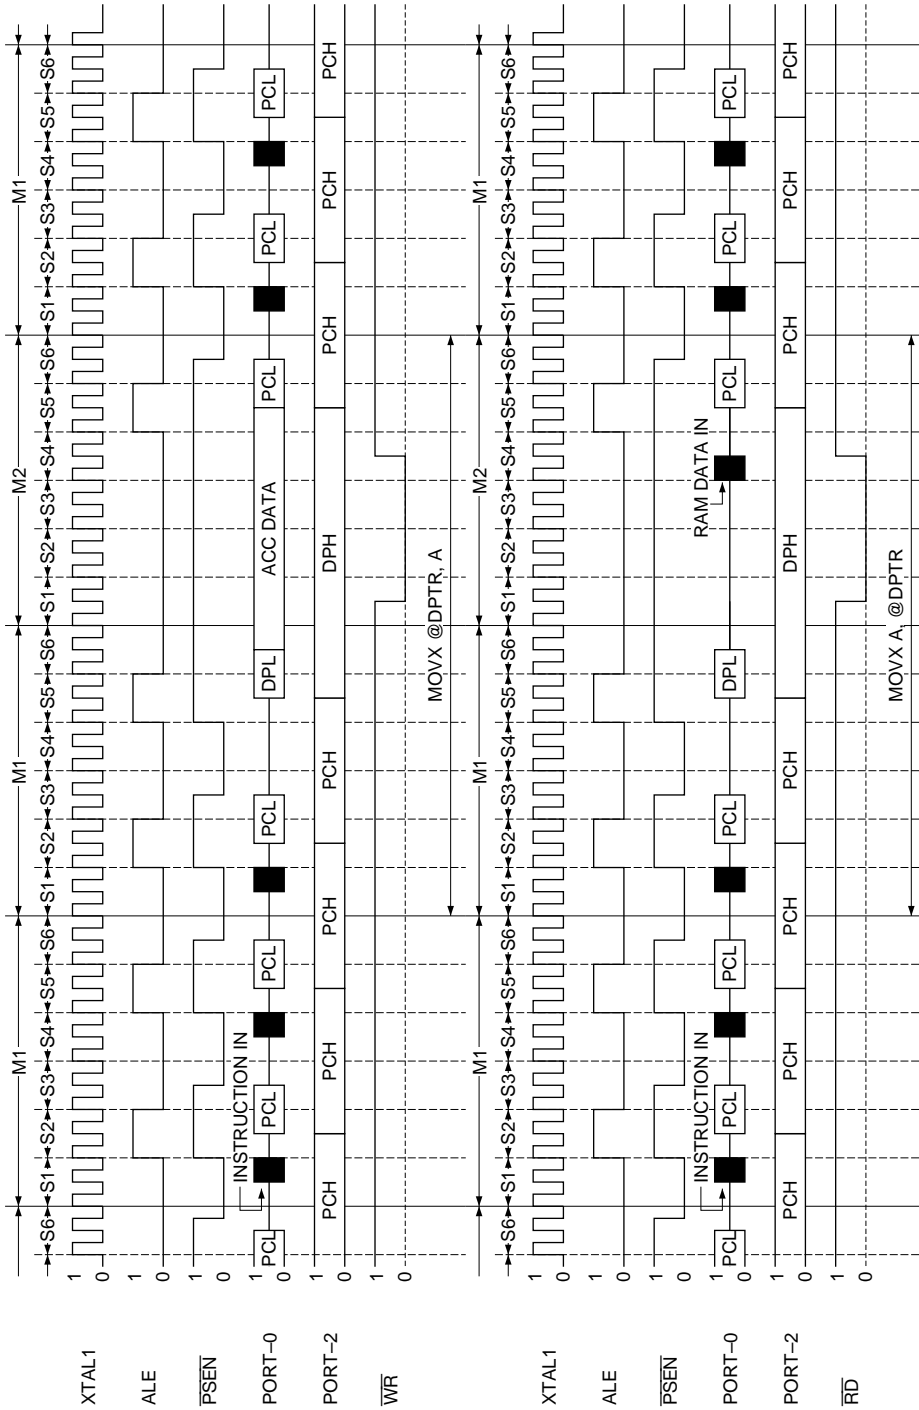 M1 M1 M2 M1
S6 S1 S2 S3 S4 S5 S6 S1 S2 S3 S4 S5 S6 S1 S2 S3 S4 S5 S6 S1 S2 S3 S4 S5 S6
XTAL1 1
0
ALE 1
0
PSEN 1
0
INSTRUCTION IN
PORT–0 1 PCL PCL PCL PCL DPL ACC DATA PCL PCL PCL
0
PORT–2 1 PCH PCH PCH PCH DPH PCH PCH PCH
0
WR 1
0
MOVX @DPTR, A
M1 M1 M2 M1
S6 S1 S2 S3 S4 S5 S6 S1 S2 S3 S4 S5 S6 S1 S2 S3 S4 S5 S6 S1 S2 S3 S4 S5 S6
XTAL1 1
0
ALE 1
0
PSEN 1
0
INSTRUCTION IN RAM DATA IN
PORT–0 1 PCL PCL PCL PCL DPL PCL PCL PCL
0
PORT–2 1 PCH PCH PCH PCH DPH PCH PCH PCH
0
RD 1
0
MOVX A, @DPTR